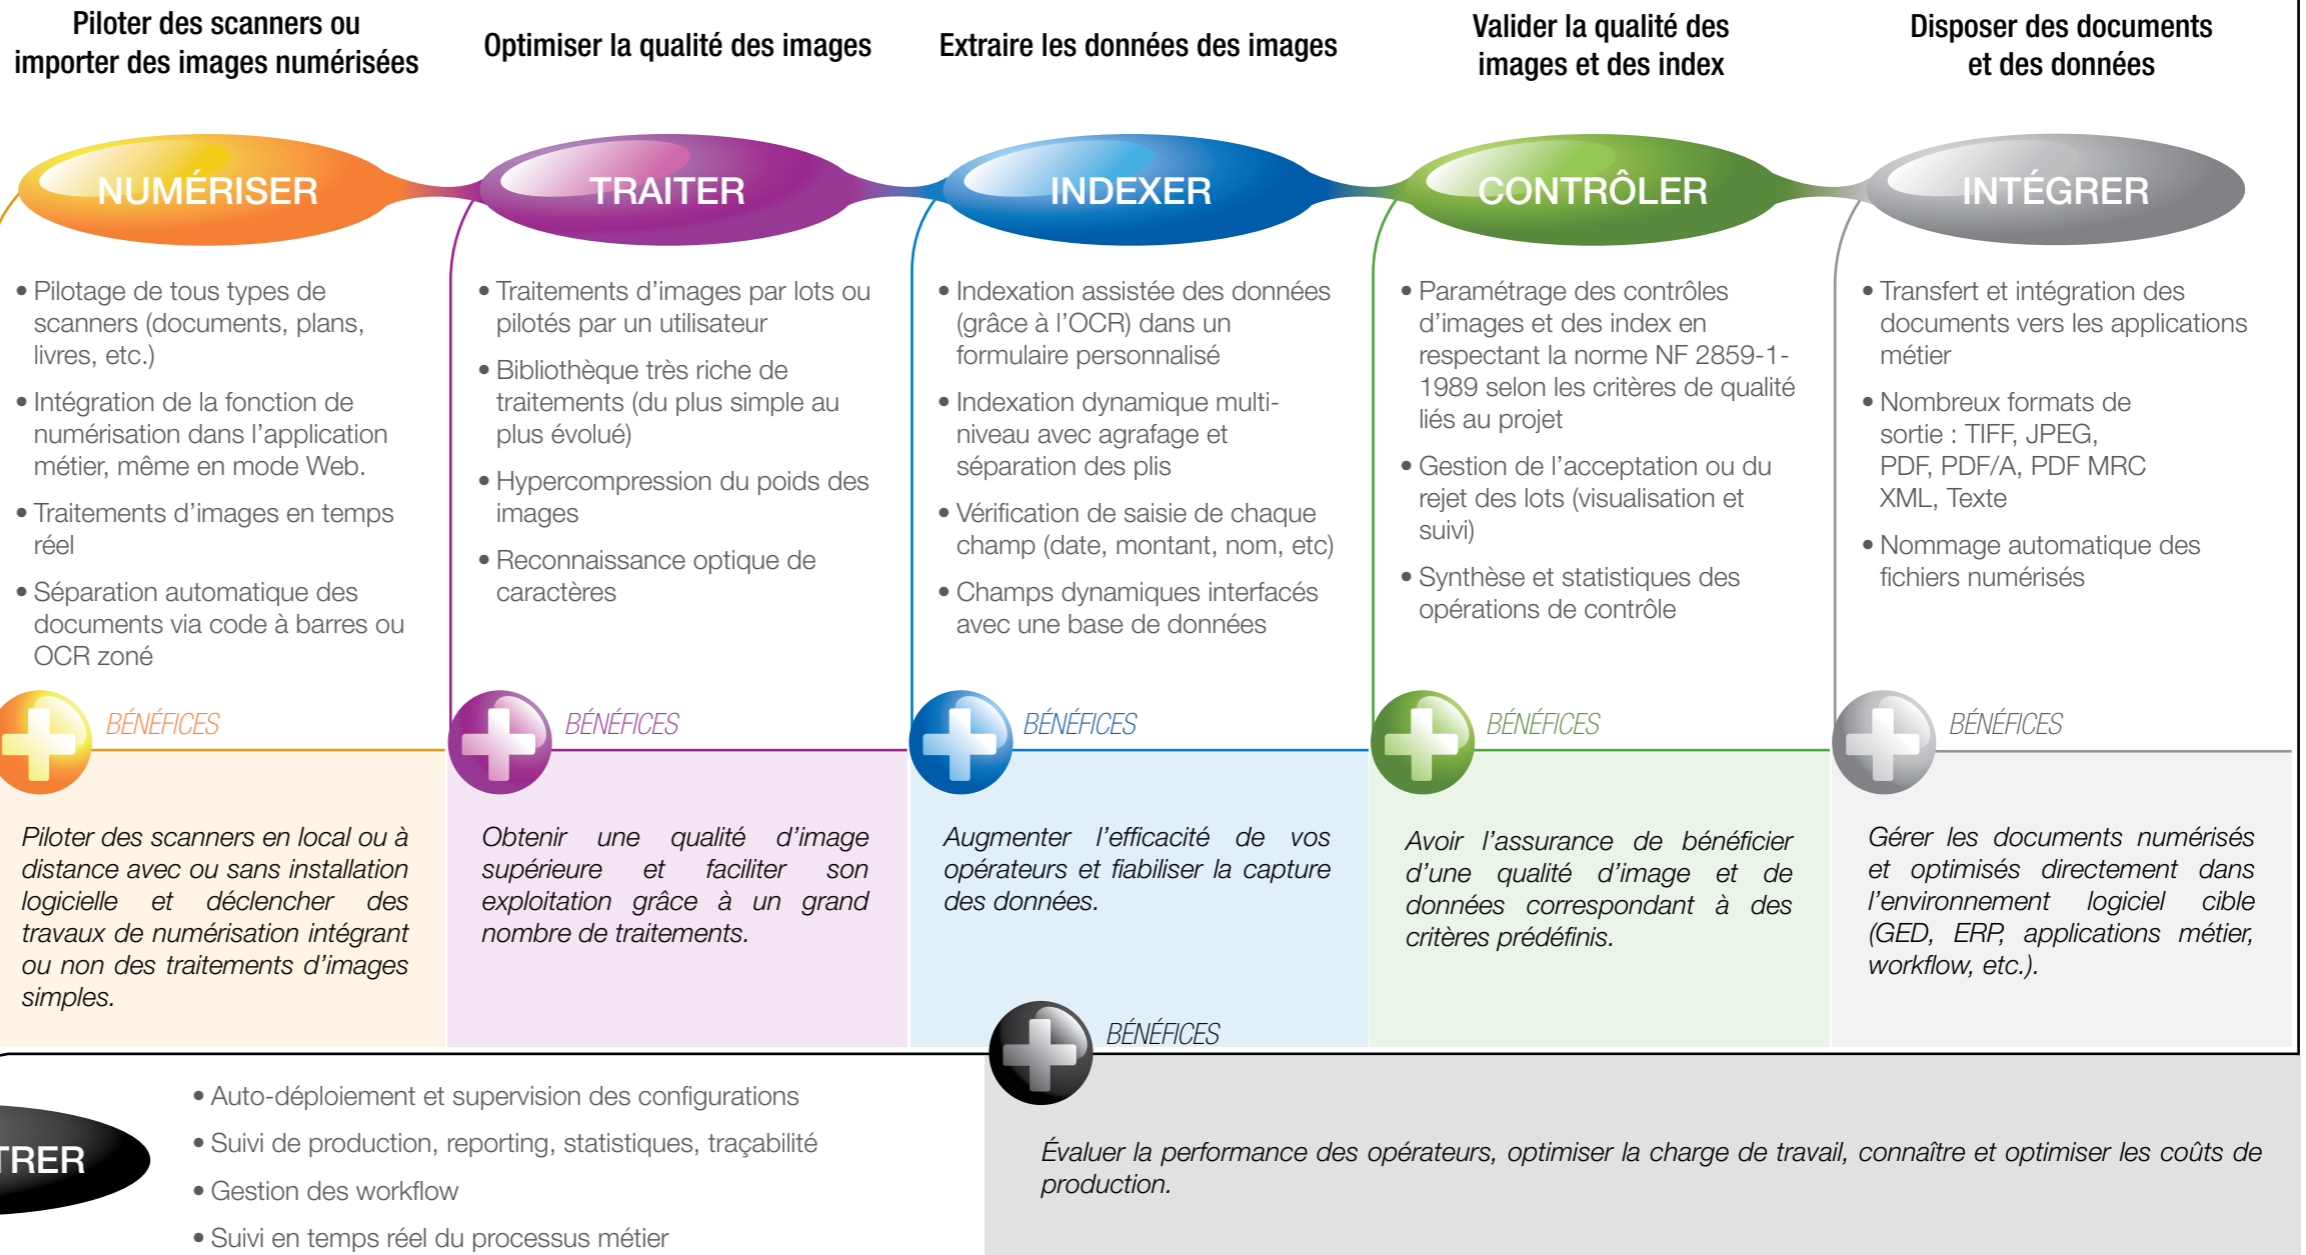 Piloter des scanners ou
importer des images numérisées
Optimiser la qualité des images
Extraire les données des images
Valider la qualité des
images et des index
Disposer des documents
et des données
NUMÉRISER
TRAITER
INDEXER
CONTRÔLER
INTÉGRER
• Pilotage de tous types de
scanners (documents, plans,
livres, etc.)
• Intégration de la fonction de
numérisation dans l’application
métier, même en mode Web.
• Traitements d’images en temps
réel
• Séparation automatique des
documents via code à barres ou
OCR zoné
• Traitements d’images par lots ou
pilotés par un utilisateur
• Bibliothèque très riche de
traitements (du plus simple au
plus évolué)
• Hypercompression du poids des
images
• Reconnaissance optique de
caractères
• Indexation assistée des données
(grâce à l’OCR) dans un
formulaire personnalisé
• Indexation dynamique multi-
niveau avec agrafage et
séparation des plis
• Vérification de saisie de chaque
champ (date, montant, nom, etc)
• Champs dynamiques interfacés
avec une base de données
• Paramétrage des contrôles
d’images et des index en
respectant la norme NF 2859-1-
1989 selon les critères de qualité
liés au projet
• Gestion de l’acceptation ou du
rejet des lots (visualisation et
suivi)
• Synthèse et statistiques des
opérations de contrôle
• Transfert et intégration des
documents vers les applications
métier
• Nombreux formats de
sortie : TIFF, JPEG,
PDF, PDF/A, PDF MRC
XML, Texte
• Nommage automatique des
fichiers numérisés
BÉNÉFICES
BÉNÉFICES
BÉNÉFICES
BÉNÉFICES
BÉNÉFICES
Piloter des scanners en local ou à
distance avec ou sans installation
logicielle et déclencher des
travaux de numérisation intégrant
ou non des traitements d’images
simples.
Obtenir une qualité d’image
supérieure et faciliter son
exploitation grâce à un grand
nombre de traitements.
Augmenter l’efficacité de vos
opérateurs et fiabiliser la capture
des données.
Avoir l’assurance de bénéficier
d’une qualité d’image et de
données correspondant à des
critères prédéfinis.
Gérer les documents numérisés
et optimisés directement dans
l’environnement logiciel cible
(GED, ERP, applications métier,
workflow, etc.).
BÉNÉFICES
TRER
• Auto-déploiement et supervision des configurations
• Suivi de production, reporting, statistiques, traçabilité
• Gestion des workflow
• Suivi en temps réel du processus métier
Évaluer la performance des opérateurs, optimiser la charge de travail, connaître et optimiser les coûts de
production.